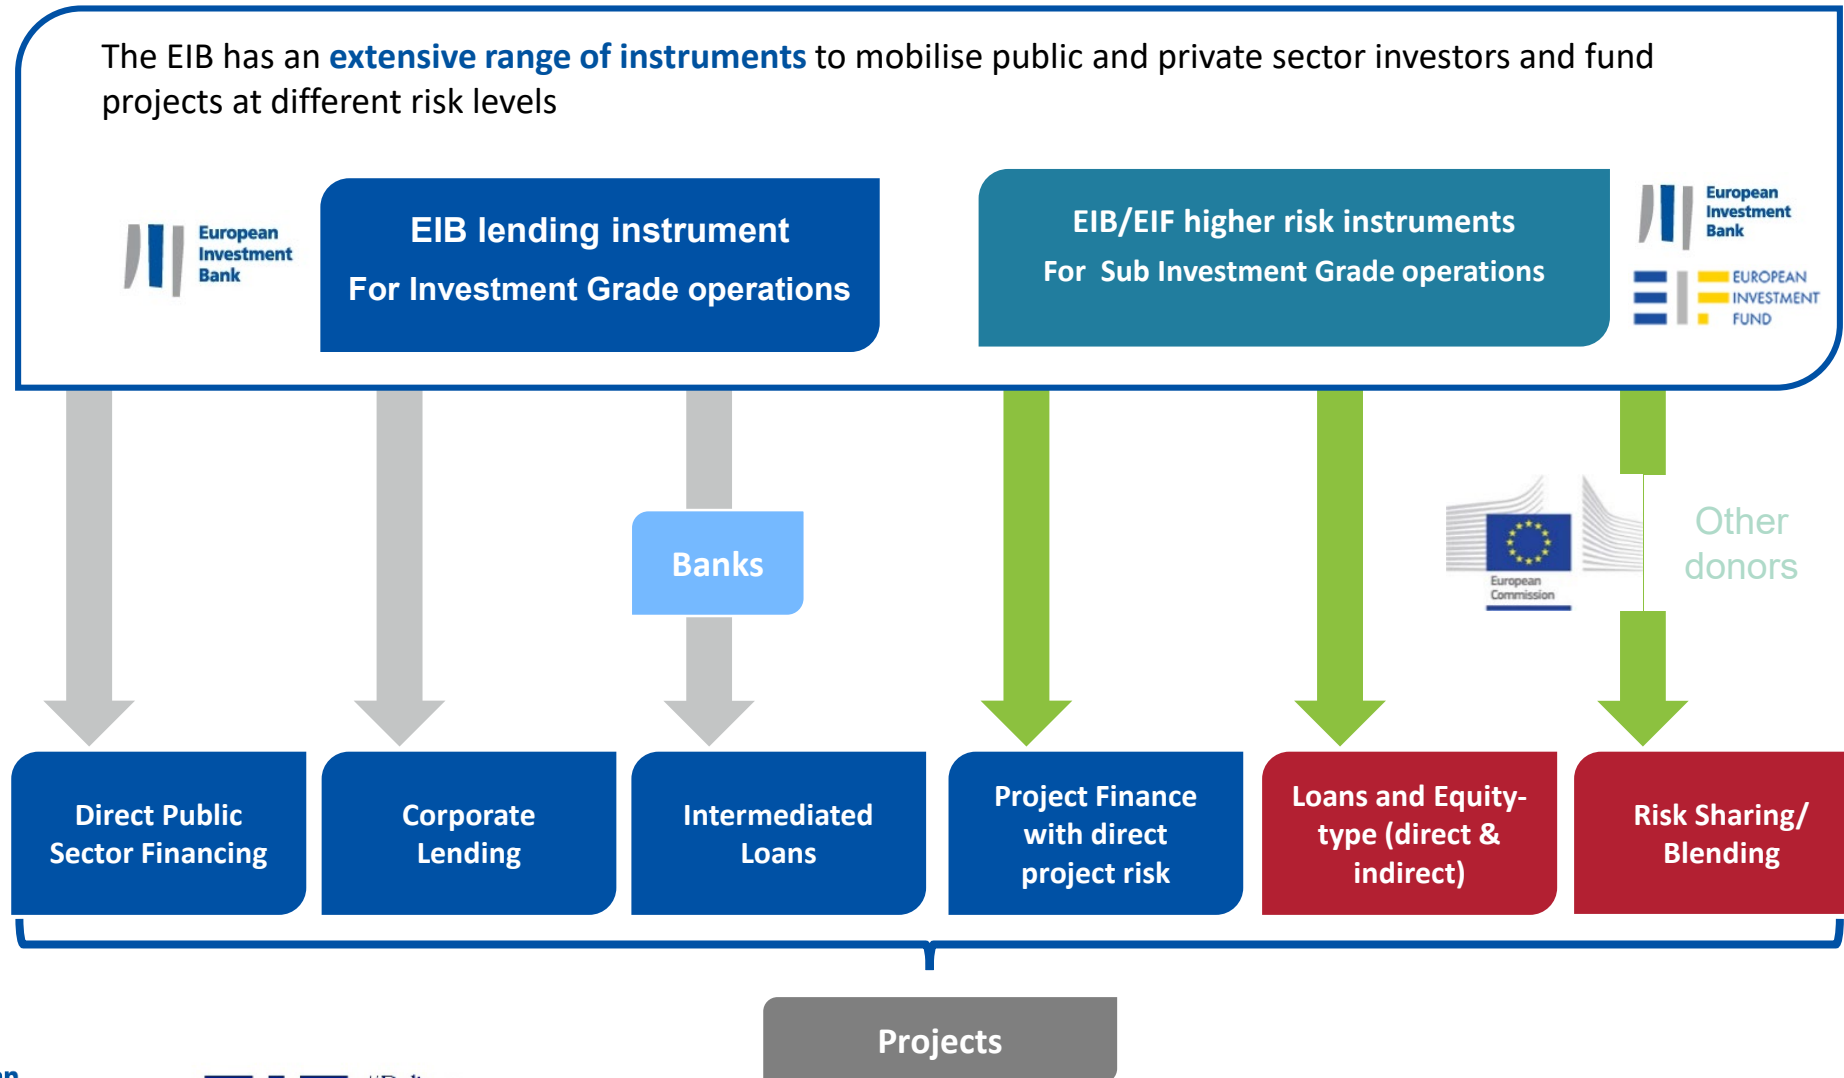 The EIB has an extensive range of instruments to mobilise public and private sector investors and fund
projects at different risk levels
European
Investment
Bank
EIB lending instrument
For Investment Grade operations
EIB/EIF higher risk instruments
For Sub Investment Grade operations
European
Investment
Bank
EUROPEAN
INVESTMENT
FUND
Banks
European
Commission
Other
donors
Direct Public
Sector Financing
Corporate
Lending
Intermediated
Loans
Project Finance
with direct
project risk
Loans and Equity-
type (direct &
indirect)
Risk Sharing/
Blending
Projects